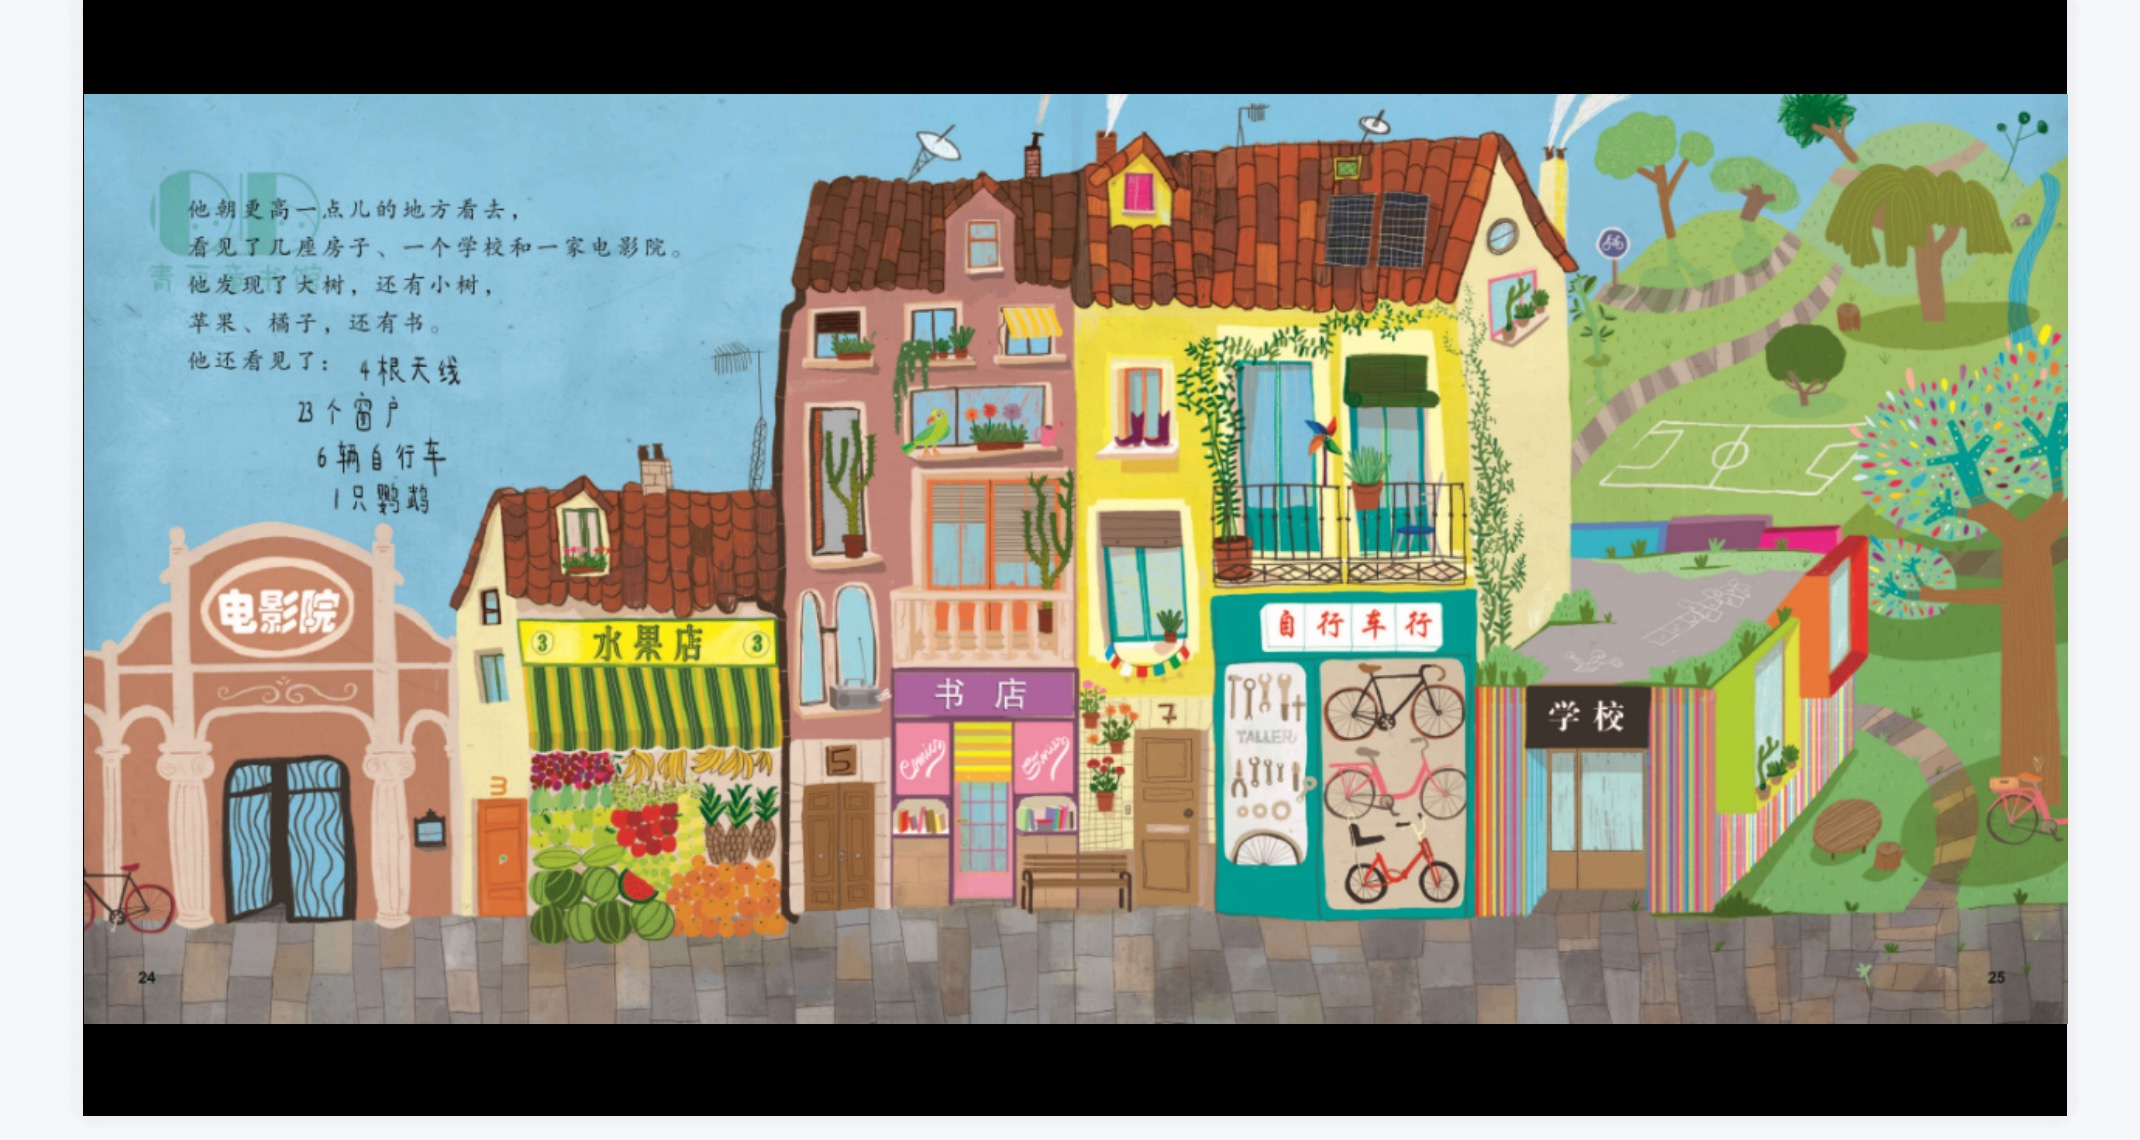 他朝更高一点儿的地方看去，
看见了几座房子、一个学校和一家电影院。
他发现了大树，还有小树，
苹果、橘子，还有书。
他还看见了：
4根天线
23个窗户
6辆自行车
1只鹦鹉
电影院
3 水果店 3
3
5
书店
Comics
7
自行车行
TALLER
学校
24
25